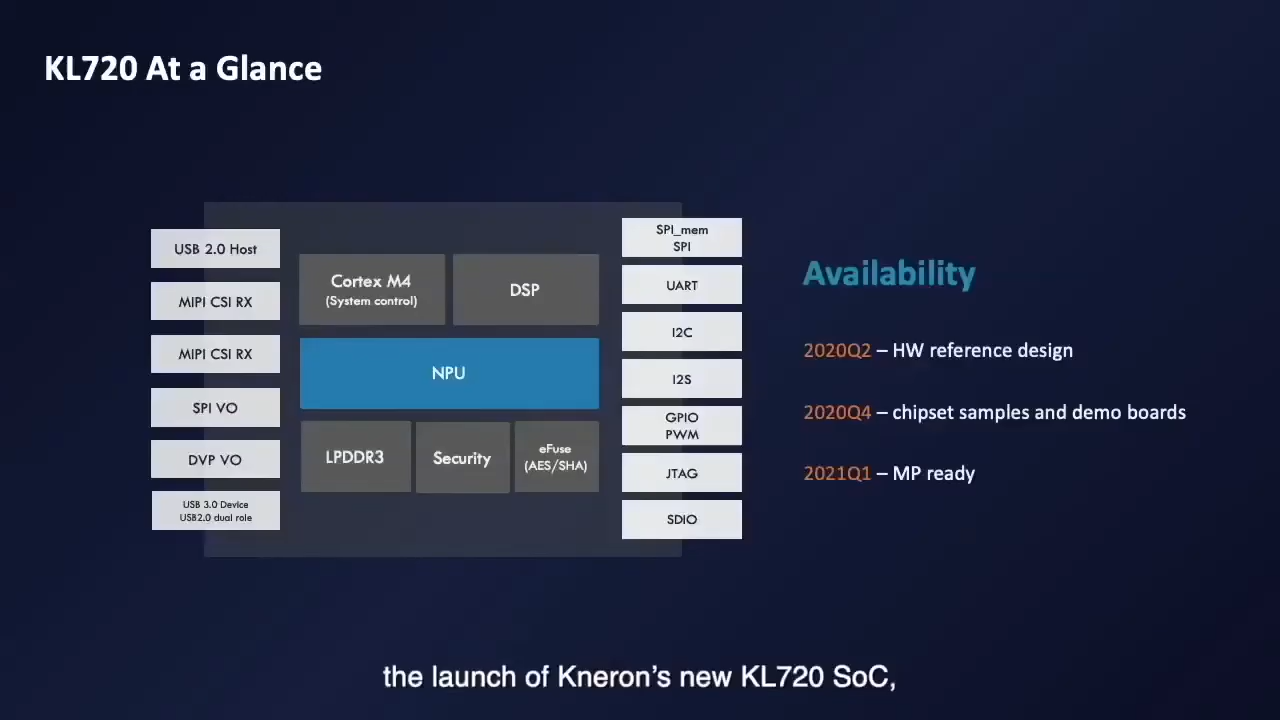 KL720 At a Glance
USB 2.0 Host
MIPI CSI RX
MIPI CSI RX
SPI VO
DVP VO
USB 3.0 Device
USB2.0 dual role
Cortex M4
(System control)
DSP
NPU
LPDDR3
Security
eFuse
(AES/SHA)
SPI_mem
SPI
UART
I2C
I2S
GPIO
PWM
JTAG
SDIO
Availability
2020Q2 – HW reference design
2020Q4 – chipset samples and demo boards
2021Q1 – MP ready
the launch of Kneron’s new KL720 SoC,